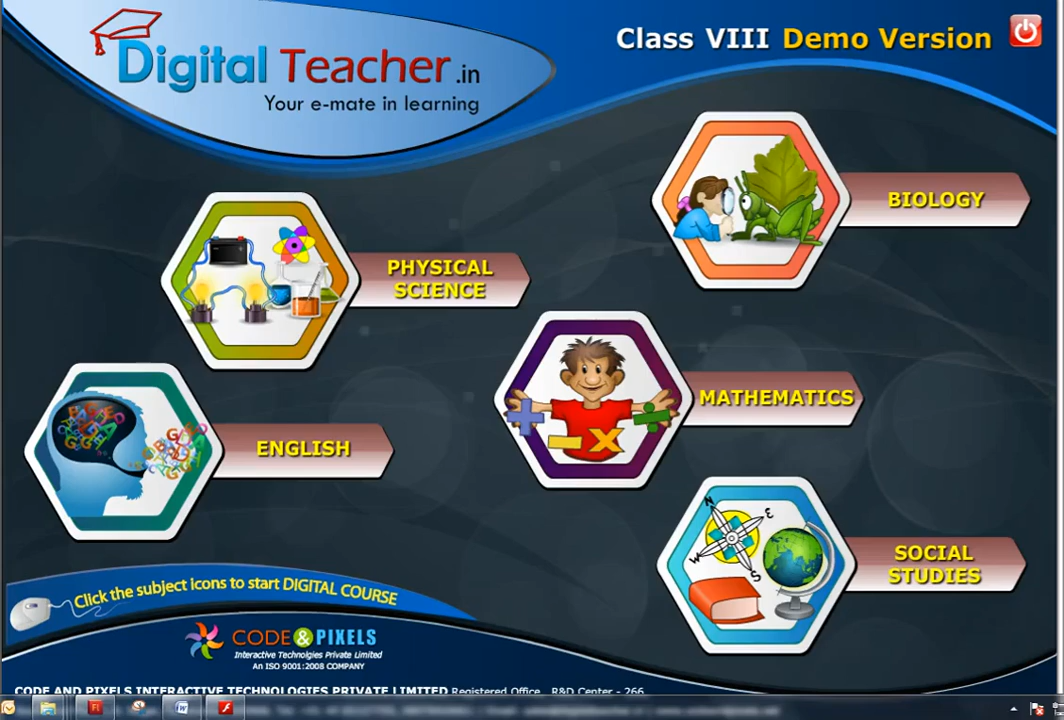 Digital Teacher.in
Your e-mate in learning
Class VIII Demo Version
BIOLOGY
PHYSICAL
SCIENCE
MATHEMATICS
ENGLISH
N
E
W
S
SOCIAL
STUDIES
Click the subject icons to start DIGITAL COURSE
CODE & PIXELS
Interactive Technolgies Private Limited
An ISO 9001:2008 COMPANY
CODE AND PIXELS INTERACTIVE TECHNOLOGIES PRIVATE LIMITED Registered Office, R&D Center - 266